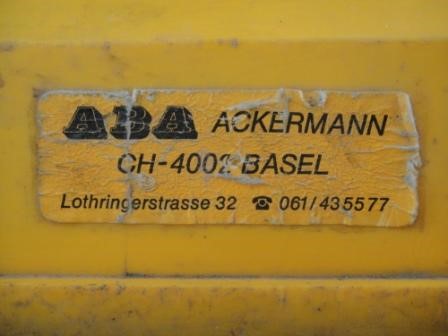 ABA ACKERMANN
CH-4002 BASEL
Lothringerstrasse 32 ☎ 061/435577